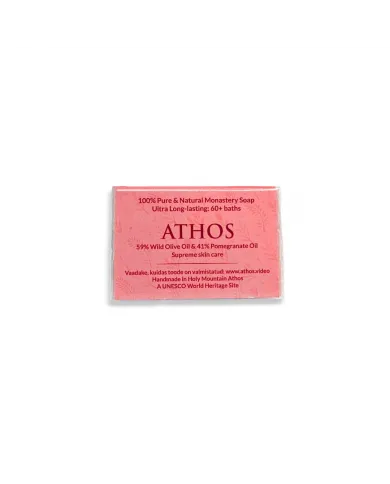 100% Pure & Natural Monastery Soap
Ultra Long-lasting: 60+ baths
ATHOS
59% Wild Olive Oil & 41% Pomegranate Oil
Supreme skin care
Vaadake, kuidas toode on valmistatud: www.athos.video
Handmade in Holy Mountain Athos
A UNESCO World Heritage Site